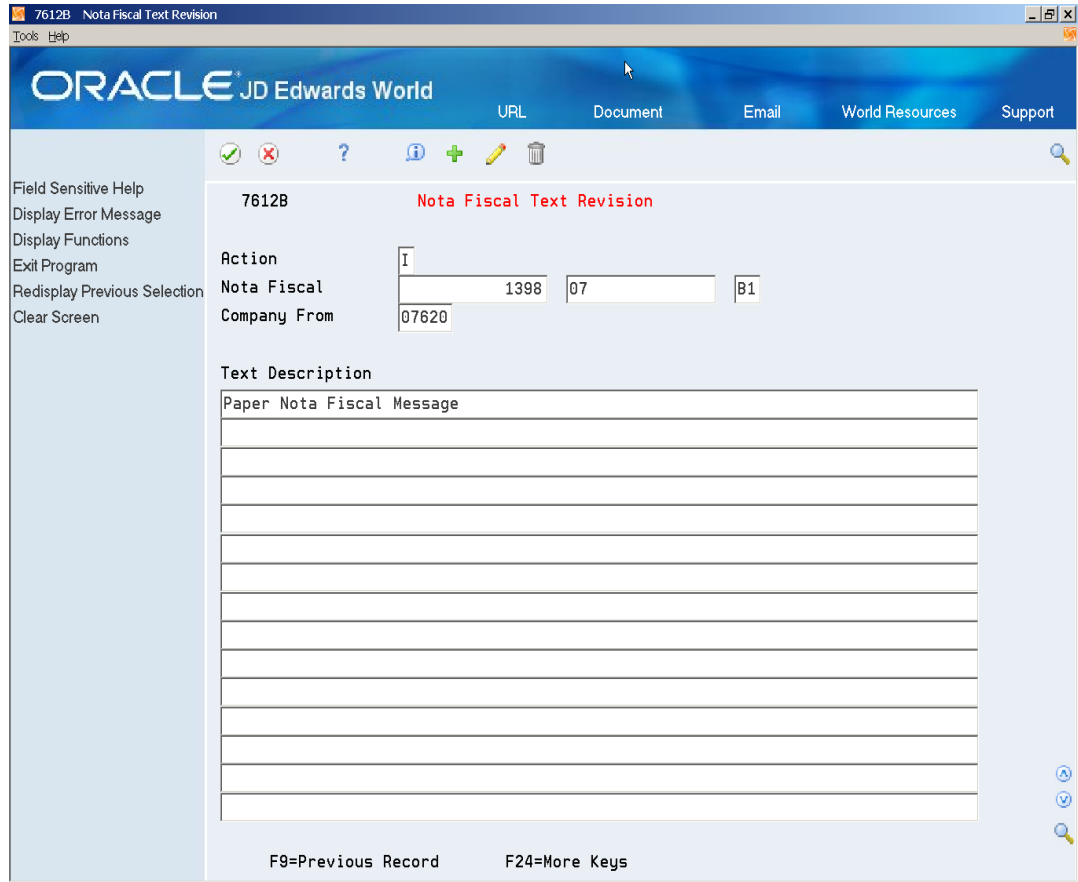 7612B Nota Fiscal Text Revision
Tools Help
ORACLE JD Edwards World
URL Document Email World Resources Support
Field Sensitive Help
Display Error Message
Display Functions
Exit Program
Redisplay Previous Selection
Clear Screen
7612B Nota Fiscal Text Revision
Action I
Nota Fiscal 1398 07 B1
Company From 07620
Text Description
Paper Nota Fiscal Message
F9=Previous Record F24=More Keys